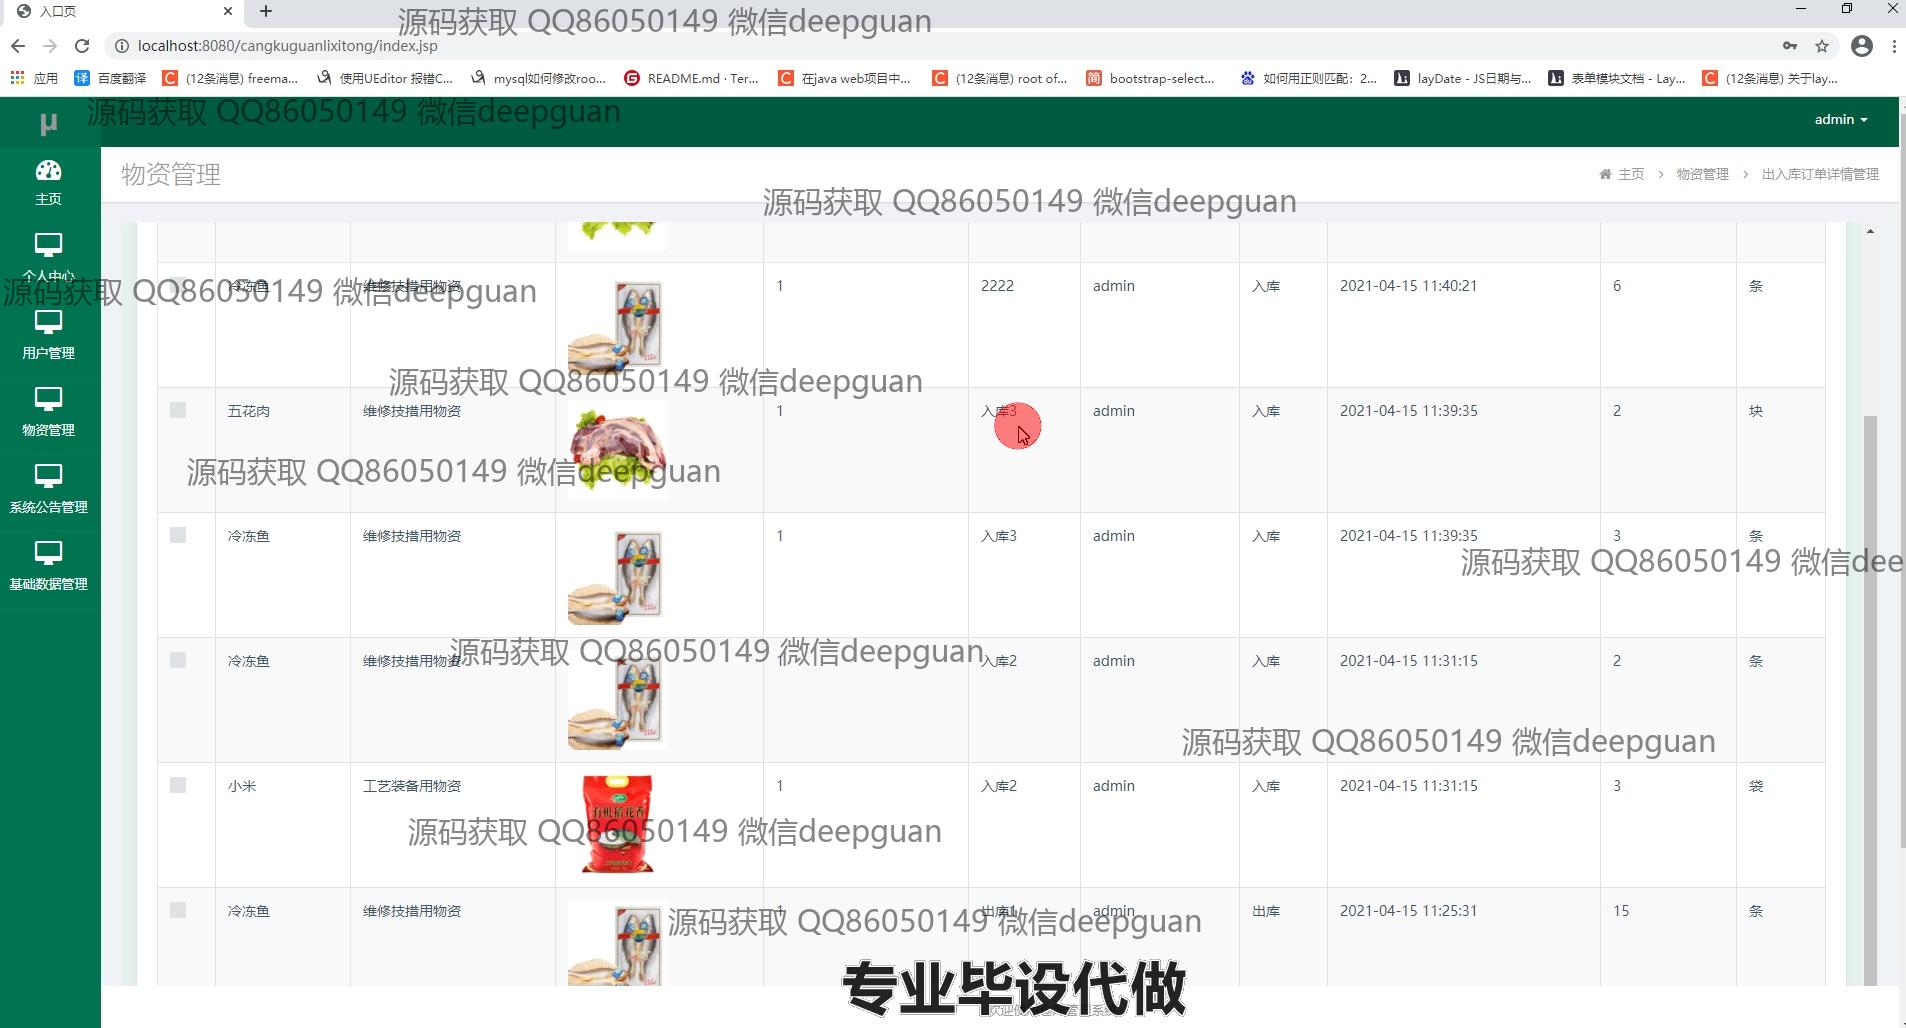 入口页
源码获取 QQ86050149 微信deepguan
localhost:8080/cangkuguanlixitong/index.jsp
应用 百度翻译 (12条消息) freema... 使用UEditor 报错C... mysql如何修改roo... README.md · Ter... 在java web项目中... (12条消息) root of... bootstrap-select... 如何用正则匹配：2... layDate - JS日期与... 表单模块文档 - Lay... (12条消息) 关于lay...
源码获取 QQ86050149 微信deepguan
μ
admin
主页
物资管理
主页 > 物资管理 > 出入库订单详情管理
源码获取 QQ86050149 微信deepguan
个人中心
冷冻鱼 维修技措用物资 1 2222 admin 入库 2021-04-15 11:40:21 6 条
源码获取 QQ86050149 微信deepguan
用户管理
源码获取 QQ86050149 微信deepguan
五花肉 维修技措用物资 1 入库3 admin 入库 2021-04-15 11:39:35 2 块
物资管理
源码获取 QQ86050149 微信deepguan
系统公告管理
冷冻鱼 维修技措用物资 1 入库3 admin 入库 2021-04-15 11:39:35 3 条
源码获取 QQ86050149 微信dee
基础数据管理
源码获取 QQ86050149 微信deepguan
冷冻鱼 维修技措用物资 1 入库2 admin 入库 2021-04-15 11:31:15 2 条
源码获取 QQ86050149 微信deepguan
小米 工艺装备用物资 1 入库2 admin 入库 2021-04-15 11:31:15 3 袋
有机稻花香
源码获取 QQ86050149 微信deepguan
冷冻鱼 维修技措用物资 1 出库1 admin 出库 2021-04-15 11:25:31 15 条
源码获取 QQ86050149 微信deepguan
专业毕设代做